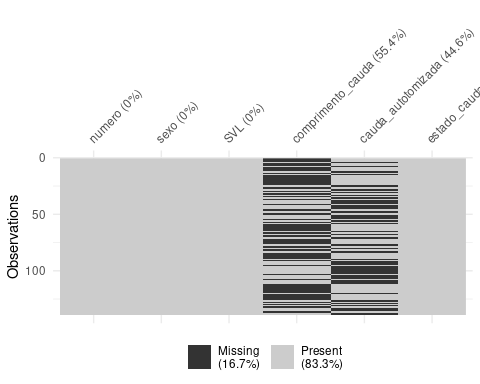 numero (0%)
sexo (0%)
SVL (0%)
comprimento_cauda (55.4%)
cauda_autotomizada (44.6%)
Observations
0
50
100
Missing
(16.7%)
Present
(83.3%)